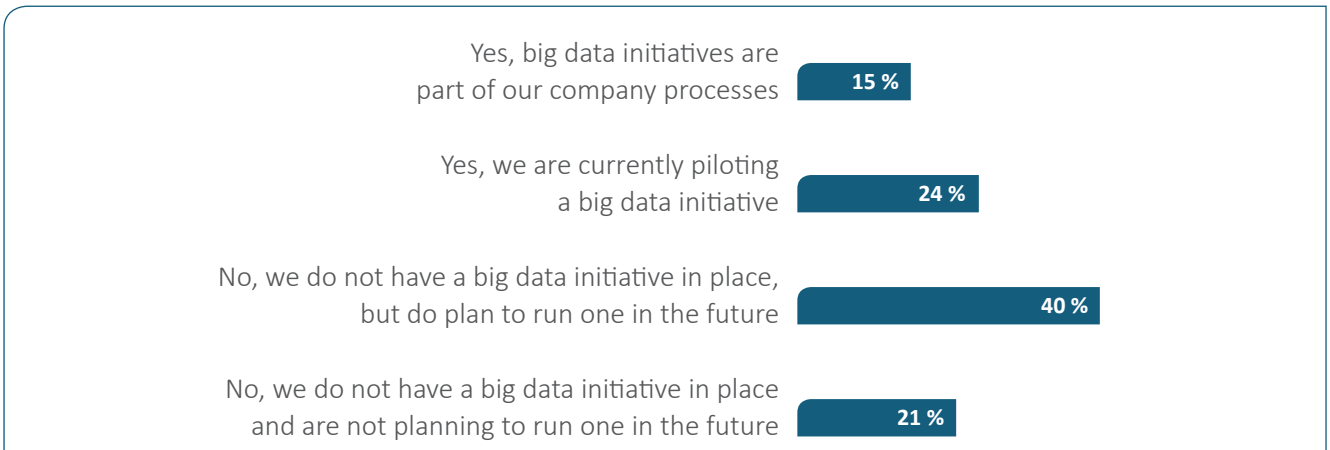 Yes, big data initiatives are
part of our company processes
15 %
Yes, we are currently piloting
a big data initiative
24 %
No, we do not have a big data initiative in place,
but do plan to run one in the future
40 %
No, we do not have a big data initiative in place
and are not planning to run one in the future
21 %